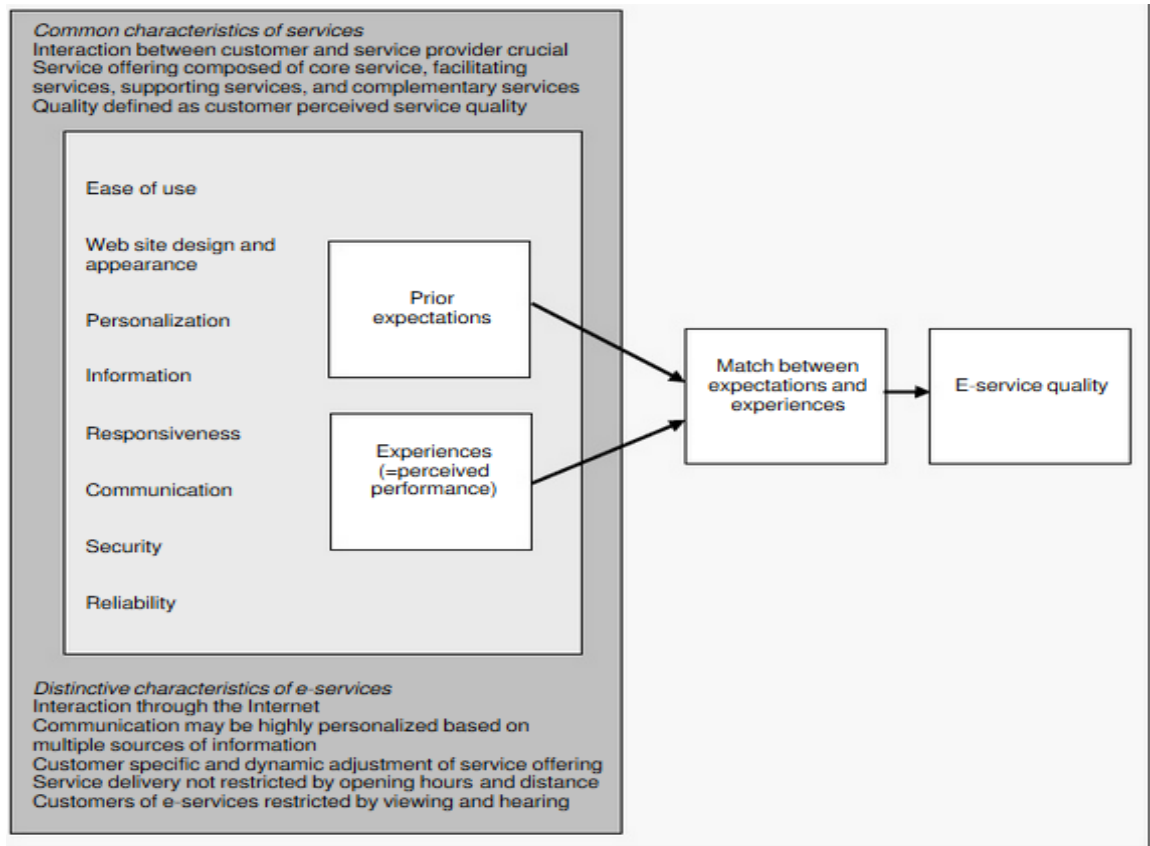 Common characteristics of services
Interaction between customer and service provider crucial
Service offering composed of core service, facilitating
services, supporting services, and complementary services
Quality defined as customer perceived service quality
Ease of use
Web site design and
appearance
Personalization
Information
Responsiveness
Communication
Security
Reliability
Prior
expectations
Experiences
(=perceived
performance)
Match between
expectations and
experiences
E-service quality
Distinctive characteristics of e-services
Interaction through the Internet
Communication may be highly personalized based on
multiple sources of information
Customer specific and dynamic adjustment of service offering
Service delivery not restricted by opening hours and distance
Customers of e-services restricted by viewing and hearing